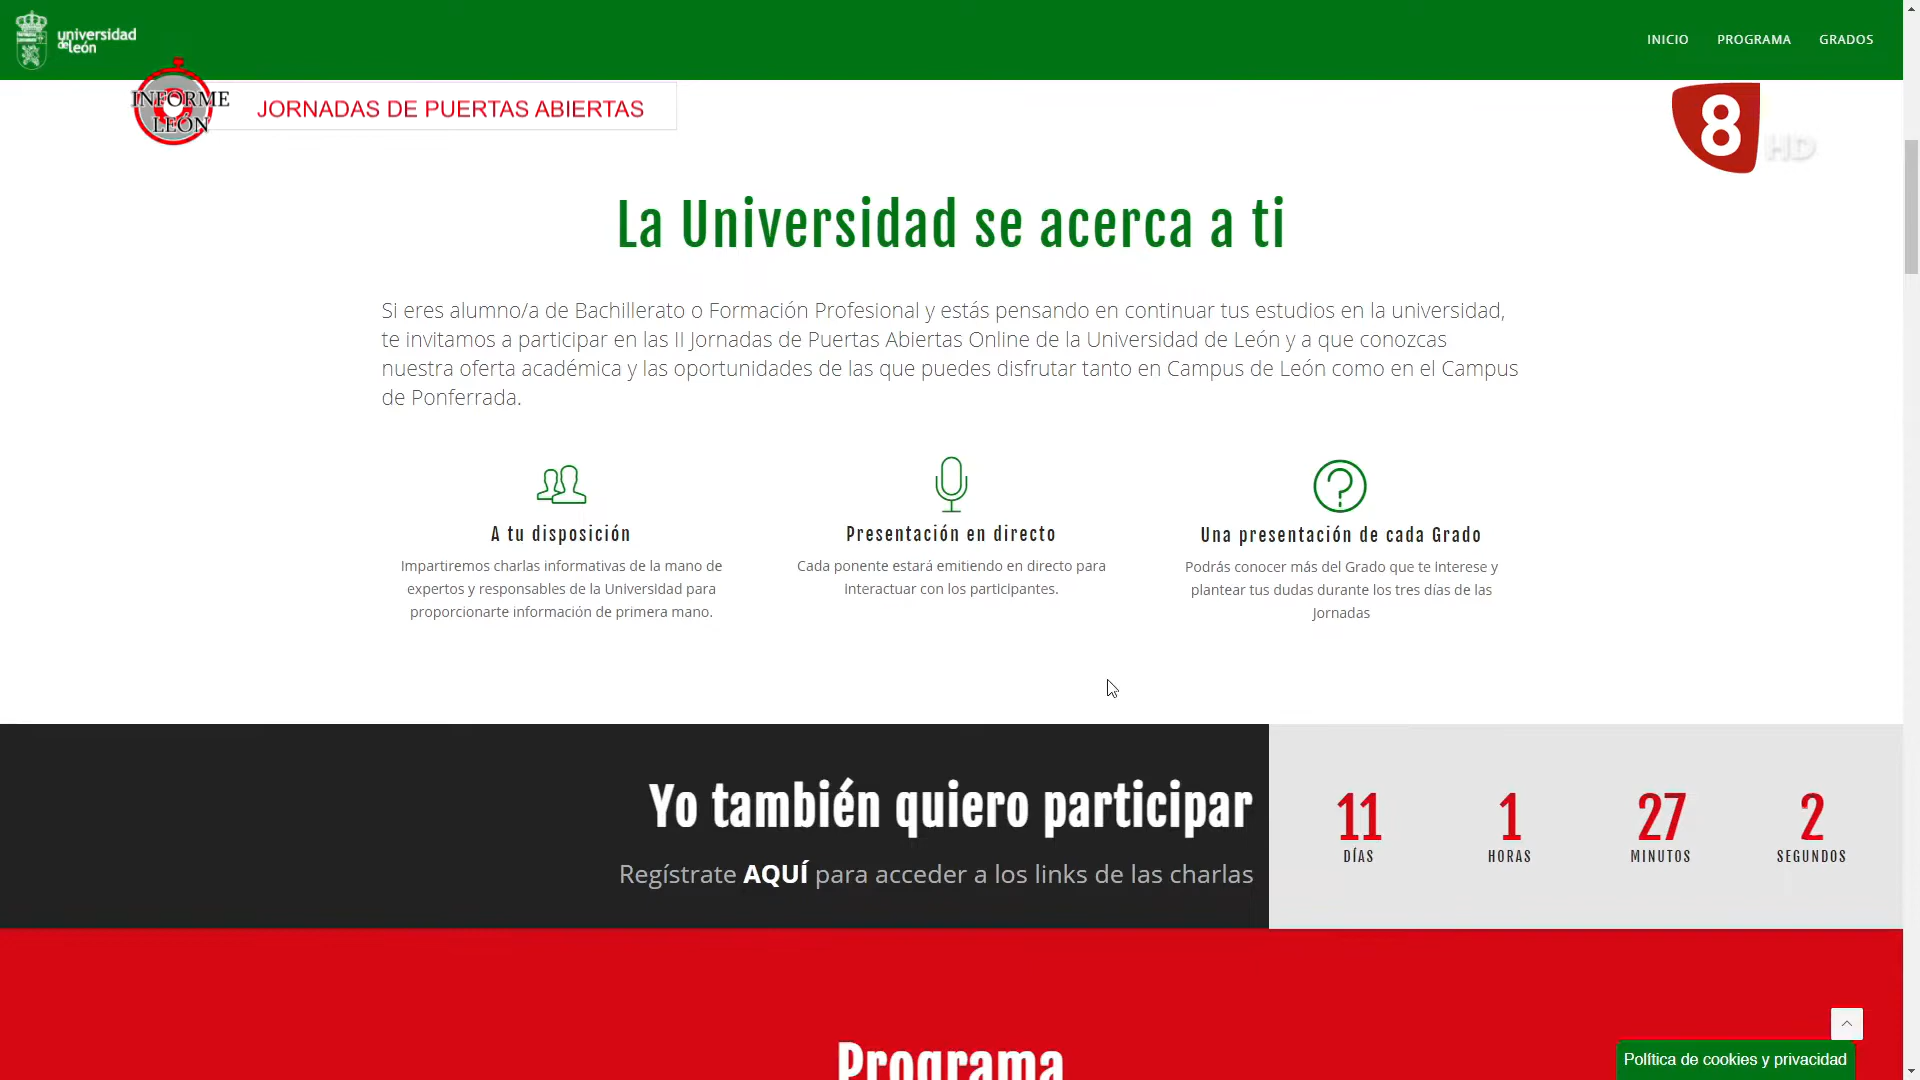 universidad
de león
INICIO PROGRAMA GRADOS
INFORME
LEÓN
JORNADAS DE PUERTAS ABIERTAS
8 HD
La Universidad se acerca a ti
Si eres alumno/a de Bachillerato o Formación Profesional y estás pensando en continuar tus estudios en la universidad,
te invitamos a participar en las II Jornadas de Puertas Abiertas Online de la Universidad de León y a que conozcas
nuestra oferta académica y las oportunidades de las que puedes disfrutar tanto en Campus de León como en el Campus
de Ponferrada.
A tu disposición
Impartiremos charlas informativas de la mano de
expertos y responsables de la Universidad para
proporcionarte información de primera mano.
Presentación en directo
Cada ponente estará emitiendo en directo para
Interactuar con los participantes.
Una presentación de cada Grado
Podrás conocer más del Grado que te Interese y
plantear tus dudas durante los tres días de las
Jornadas
Yo también quiero participar
Regístrate AQUÍ para acceder a los links de las charlas
11 1 27 2
DÍAS HORAS MINUTOS SEGUNDOS
Programa
Política de cookies y privacidad